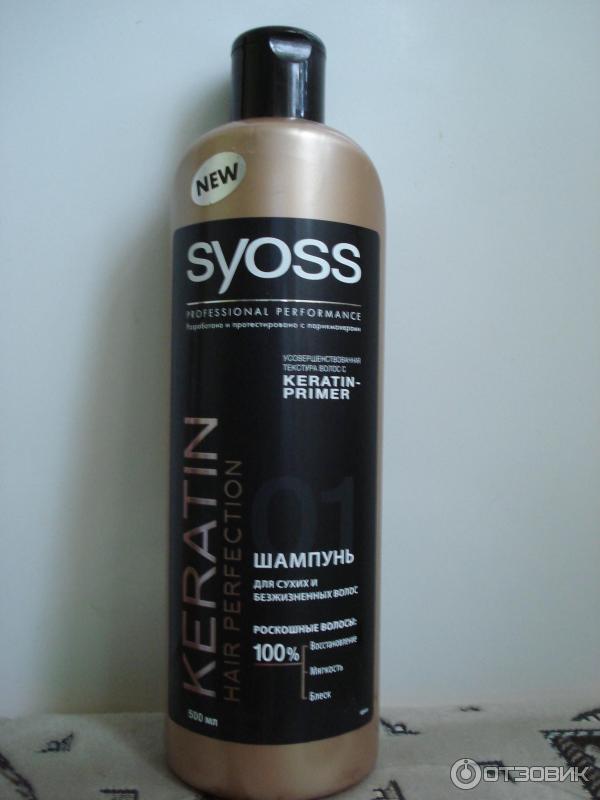 NEW
syoss
PROFESSIONAL PERFORMANCE
Разработано и протестировано с парикмахерами
УСОВЕРШЕНСТВОВАННАЯ
ТЕКСТУРА ВОЛОС С
KERATIN-
PRIMER
KERATIN
HAIR PERFECTION
01
ШАМПУНЬ
ДЛЯ СУХИХ И
БЕЗЖИЗНЕННЫХ ВОЛОС
РОСКОШНЫЕ ВОЛОСЫ:
100%
Восстановление
Мягкость
Блеск
500 мл
ОТЗОВИК